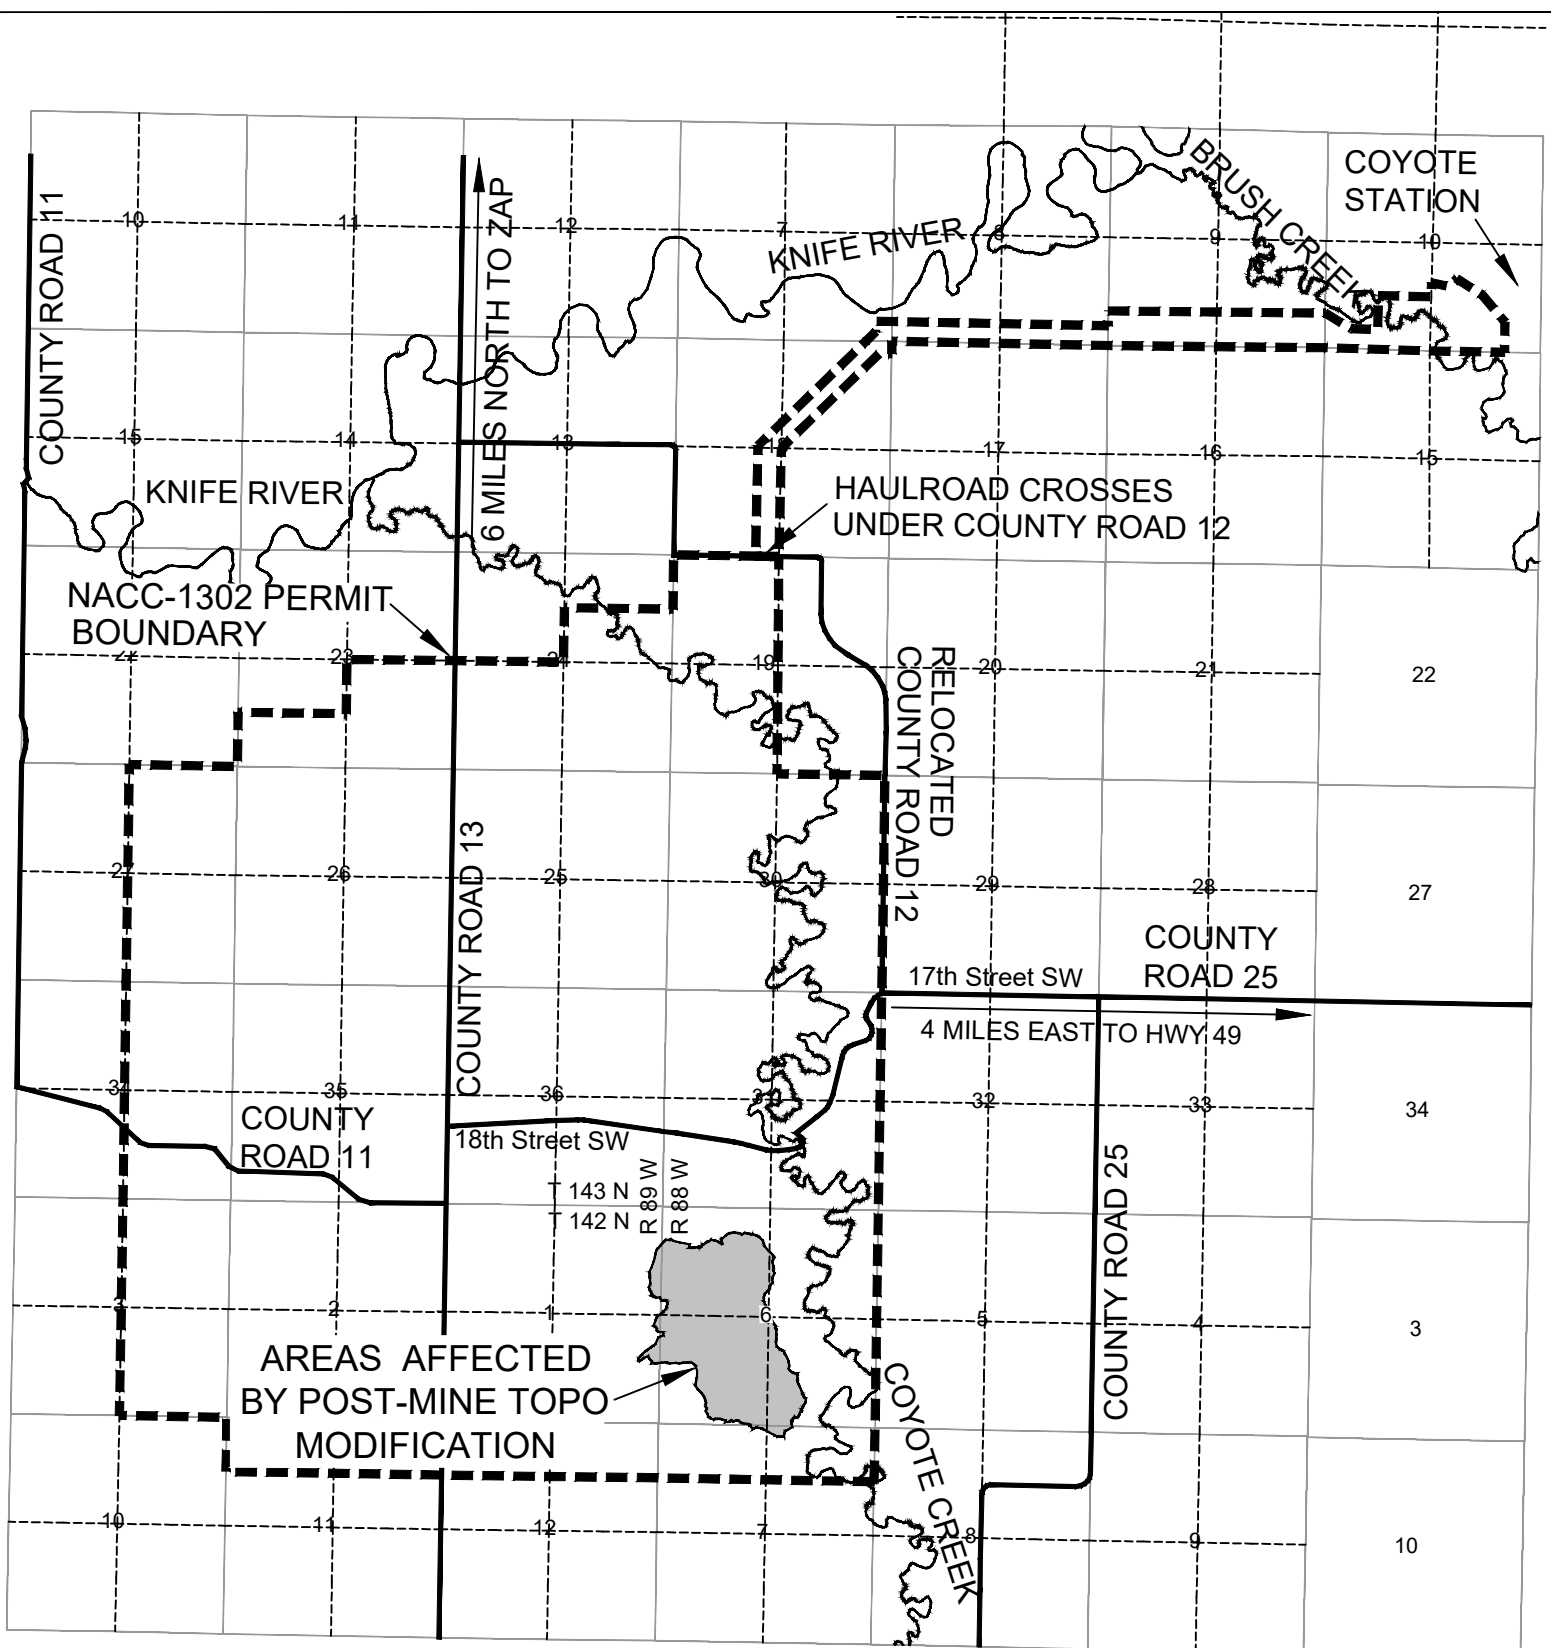 BRUSH CREEK
COYOTE
STATION
COUNTY ROAD 11
6 MILES NORTH TO ZAP
10
11
12
7
8
9
10
KNIFE RIVER
15
14
13
18
17
16
15
KNIFE RIVER
HAULROAD CROSSES
UNDER COUNTY ROAD 12
NACC-1302 PERMIT
BOUNDARY
22
23
24
19
20
21
22
RELOCATED
COUNTY ROAD 12
COUNTY ROAD 13
27
26
25
30
29
28
27
COUNTY
ROAD 25
17th Street SW
4 MILES EAST TO HWY 49
34
35
36
31
32
33
34
COUNTY
ROAD 11
18th Street SW
T 143 N
T 142 N
R 89 W
R 88 W
COUNTY ROAD 25
3
2
1
6
5
4
3
AREAS AFFECTED
BY POST-MINE TOPO
MODIFICATION
COYOTE CREEK
10
11
12
7
8
9
10